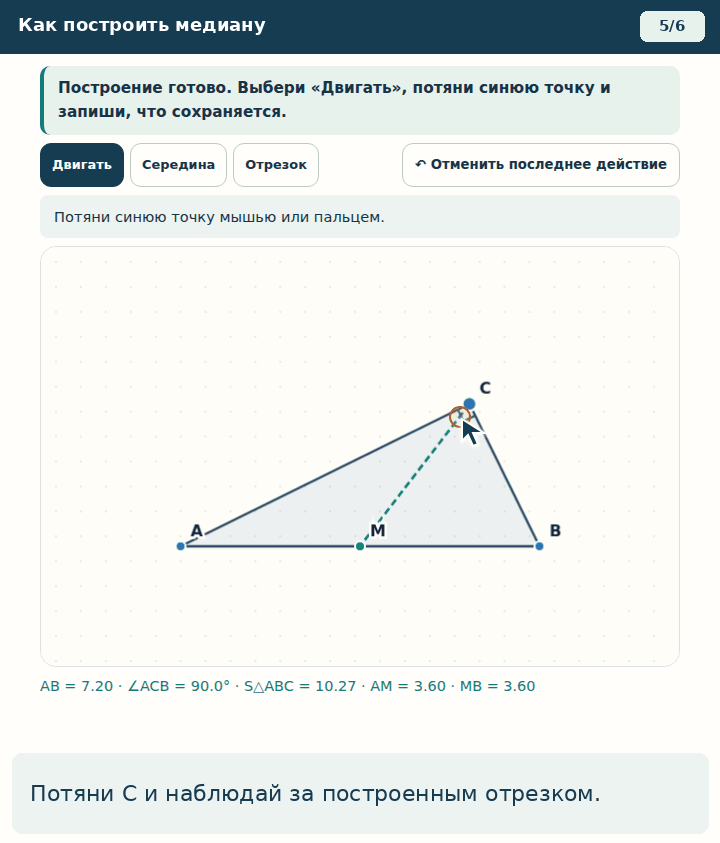 Как построить медиану
5/6
Построение готово. Выбери «Двигать», потяни синюю точку и
запиши, что сохраняется.
Двигать
Середина
Отрезок
↶ Отменить последнее действие
Потяни синюю точку мышью или пальцем.
C
A
M
B
AB = 7.20 · ∠ACB = 90.0° · S△ABC = 10.27 · AM = 3.60 · MB = 3.60
Потяни C и наблюдай за построенным отрезком.